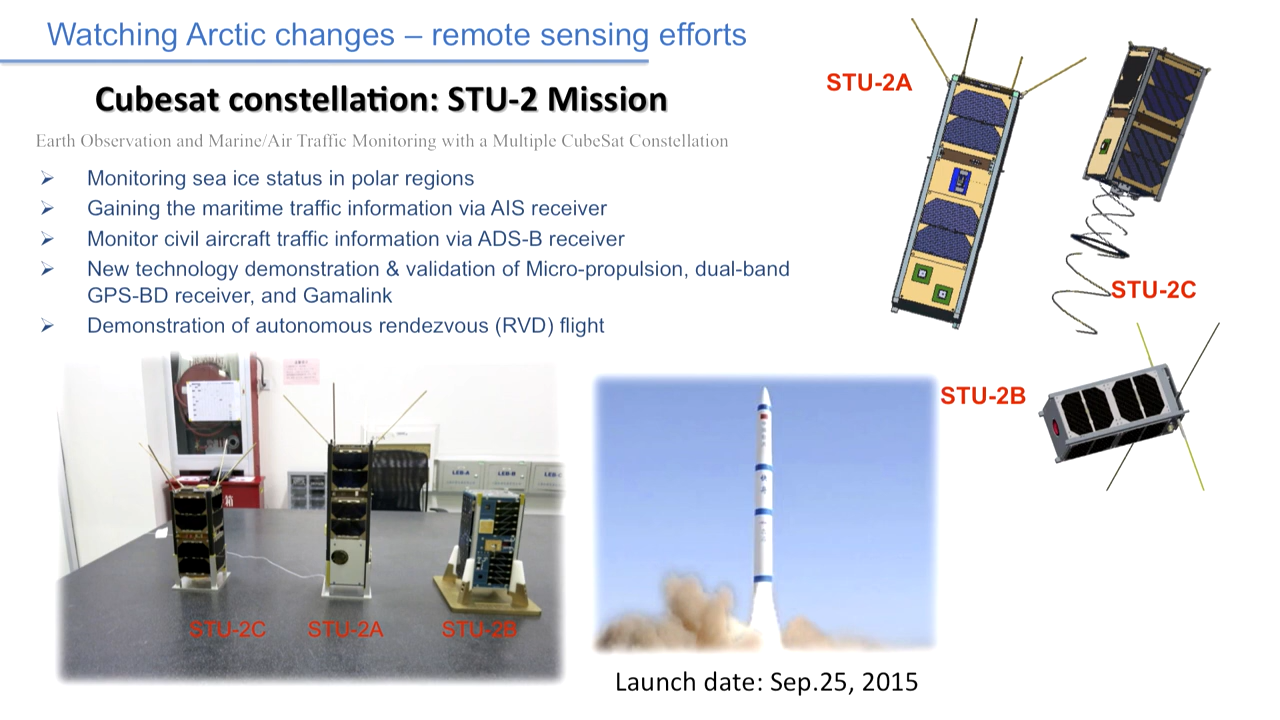 Watching Arctic changes – remote sensing efforts
Cubesat constellation: STU-2 Mission
Earth Observation and Marine/Air Traffic Monitoring with a Multiple CubeSat Constellation
➢ Monitoring sea ice status in polar regions
➢ Gaining the maritime traffic information via AIS receiver
➢ Monitor civil aircraft traffic information via ADS-B receiver
➢ New technology demonstration & validation of Micro-propulsion, dual-band
GPS-BD receiver, and Gamalink
➢ Demonstration of autonomous rendezvous (RVD) flight
STU-2A
STU-2C
STU-2B
LEB-A
LEB-B
STU-2C
STU-2A
STU-2B
Launch date: Sep.25, 2015